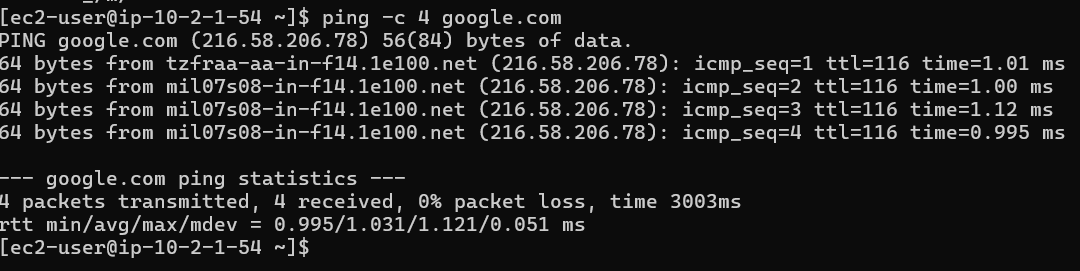 [ec2-user@ip-10-2-1-54 ~]$ ping -c 4 google.com
PING google.com (216.58.206.78) 56(84) bytes of data.
64 bytes from tzfraa-aa-in-f14.1e100.net (216.58.206.78): icmp_seq=1 ttl=116 time=1.01 ms
64 bytes from mil07s08-in-f14.1e100.net (216.58.206.78): icmp_seq=2 ttl=116 time=1.00 ms
64 bytes from mil07s08-in-f14.1e100.net (216.58.206.78): icmp_seq=3 ttl=116 time=1.12 ms
64 bytes from mil07s08-in-f14.1e100.net (216.58.206.78): icmp_seq=4 ttl=116 time=0.995 ms
--- google.com ping statistics ---
4 packets transmitted, 4 received, 0% packet loss, time 3003ms
rtt min/avg/max/mdev = 0.995/1.031/1.121/0.051 ms
[ec2-user@ip-10-2-1-54 ~]$